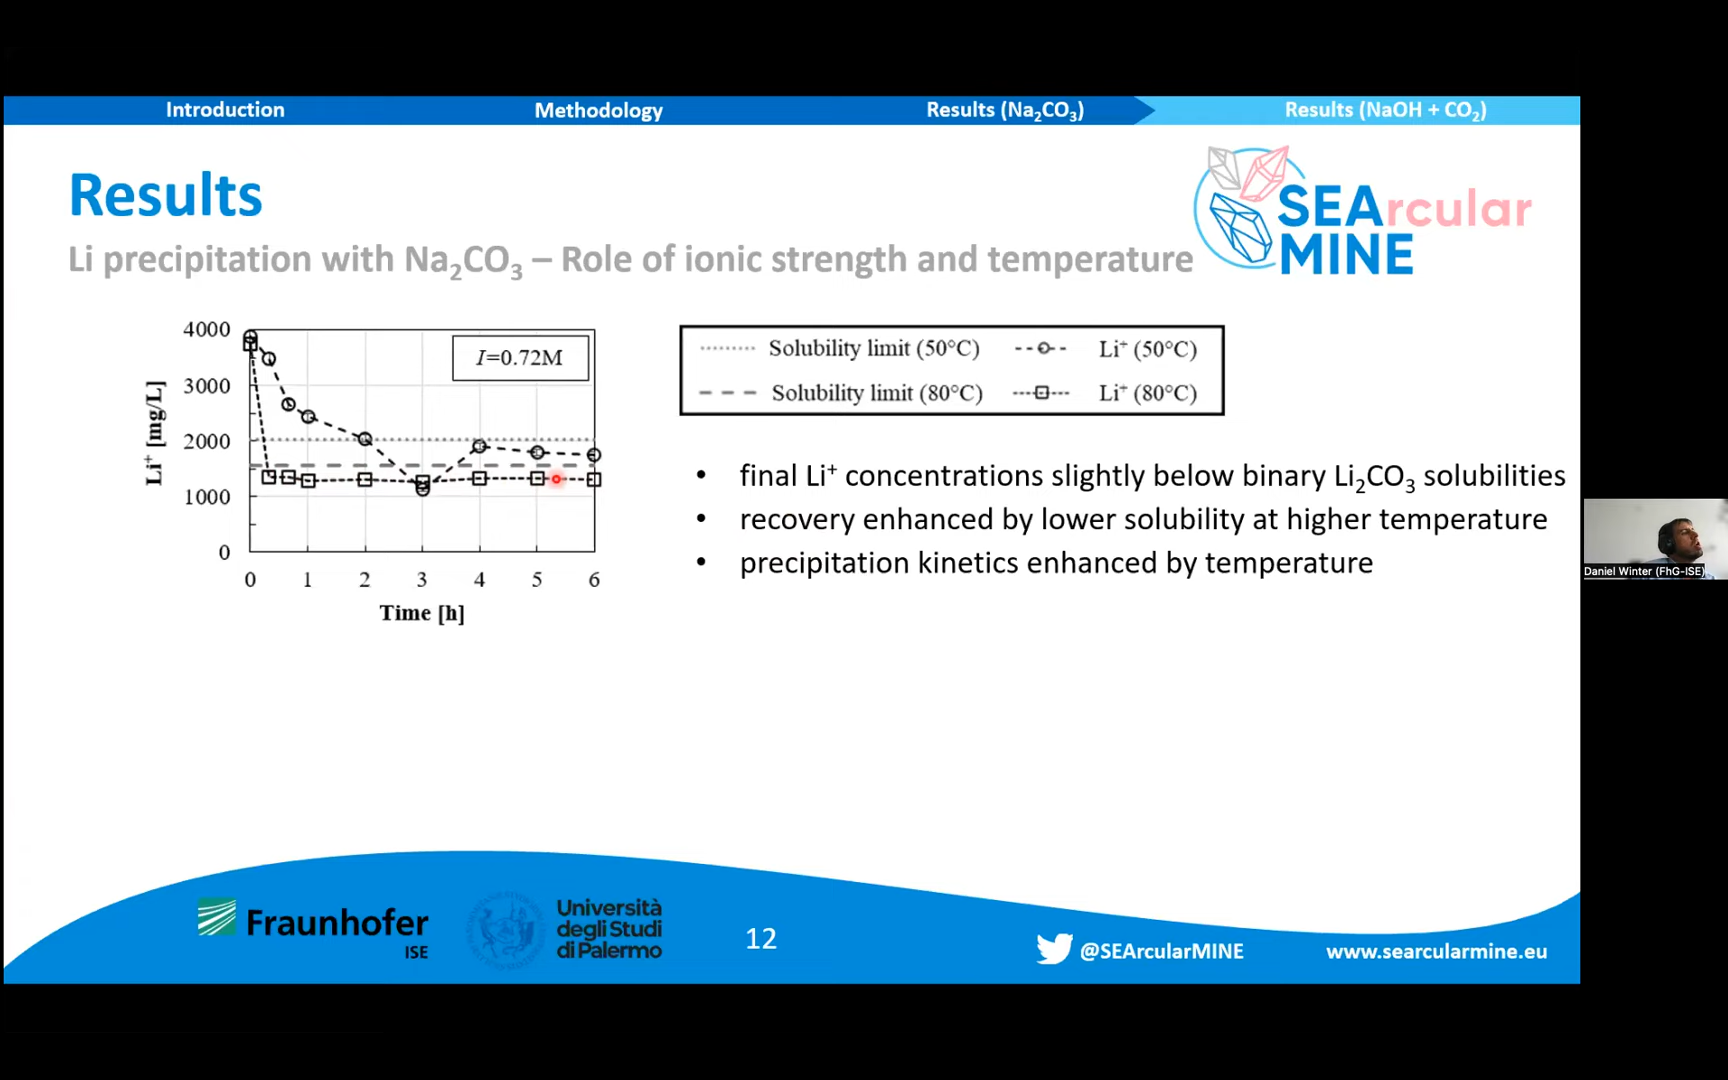 Introduction
Methodology
Results (Na₂CO₃)
Results (NaOH + CO₂)
Results
Li precipitation with Na₂CO₃ – Role of ionic strength and temperature
SEArcular
MINE
4000
3000
2000
1000
0
Li⁺ [mg/L]
I=0.72M
0 1 2 3 4 5 6
Time [h]
Solubility limit (50°C) Li⁺ (50°C)
Solubility limit (80°C) Li⁺ (80°C)
• final Li⁺ concentrations slightly below binary Li₂CO₃ solubilities
• recovery enhanced by lower solubility at higher temperature
• precipitation kinetics enhanced by temperature
Daniel Winter (FhG-ISE)
Fraunhofer
ISE
Università
degli Studi
di Palermo
12
@SEArcularMINE
www.searcularmine.eu